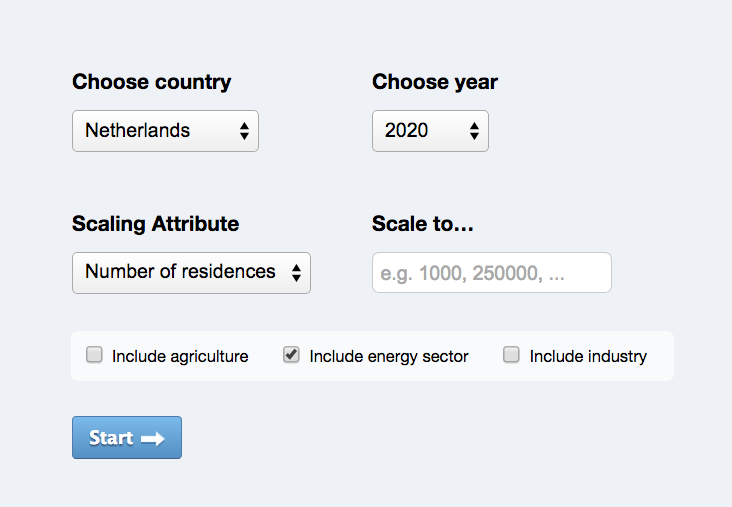 Choose country
Choose year
Netherlands
2020
Scaling Attribute
Scale to…
Number of residences
e.g. 1000, 250000, ...
Include agriculture
Include energy sector
Include industry
Start